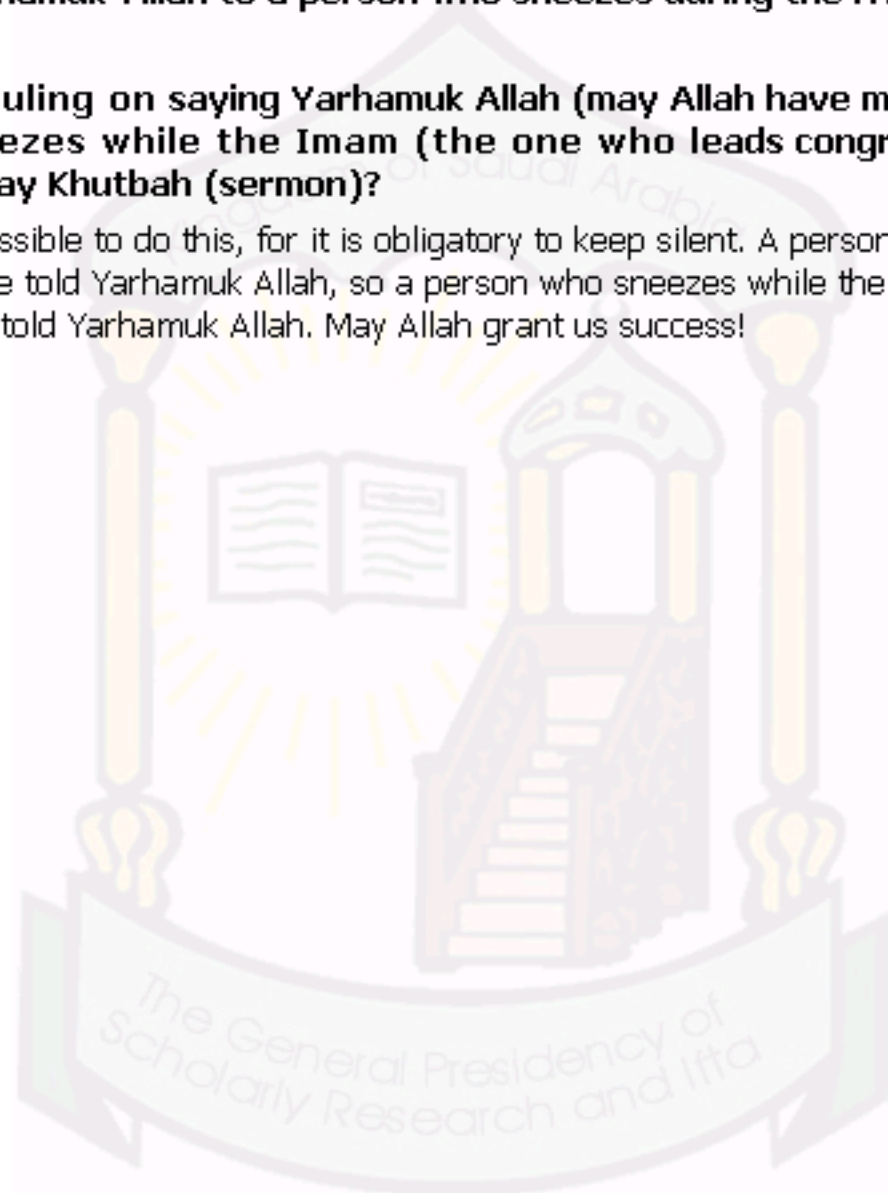 to a person who sneezes during the
uling on saying Yarhamuk Allah (may Allah have m
ezes while the Imam (the one who leads congr
ay Khutbah (sermon)?
ssible to do this, for it is obligatory to keep silent. A person
e told Yarhamuk Allah, so a person who sneezes while the
told Yarhamuk Allah. May Allah grant us success!
Kingdom of Saudi Arabia
The General Presidency of
Scholarly Research and Ifta